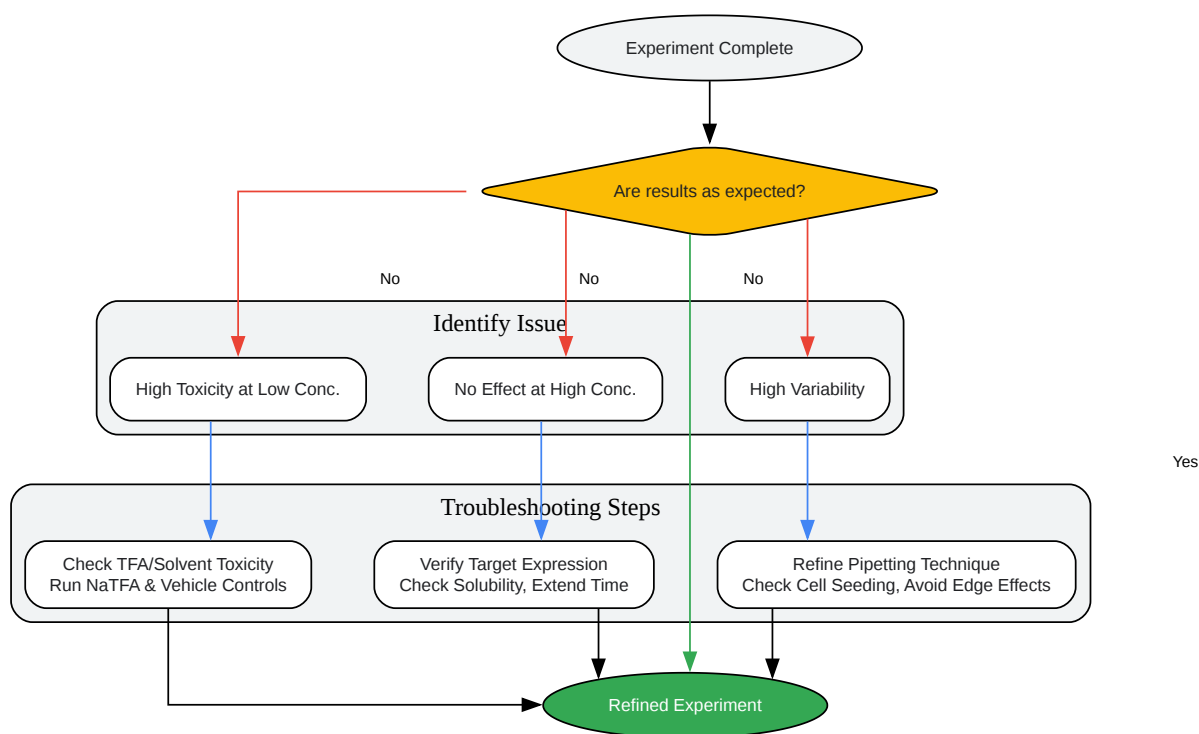 Experiment Complete
Are results as expected?
No
No
No
Identify Issue
High Toxicity at Low Conc.
No Effect at High Conc.
High Variability
Yes
Troubleshooting Steps
Check TFA/Solvent Toxicity
Run NaTFA & Vehicle Controls
Verify Target Expression
Check Solubility, Extend Time
Refine Pipetting Technique
Check Cell Seeding, Avoid Edge Effects
Refined Experiment